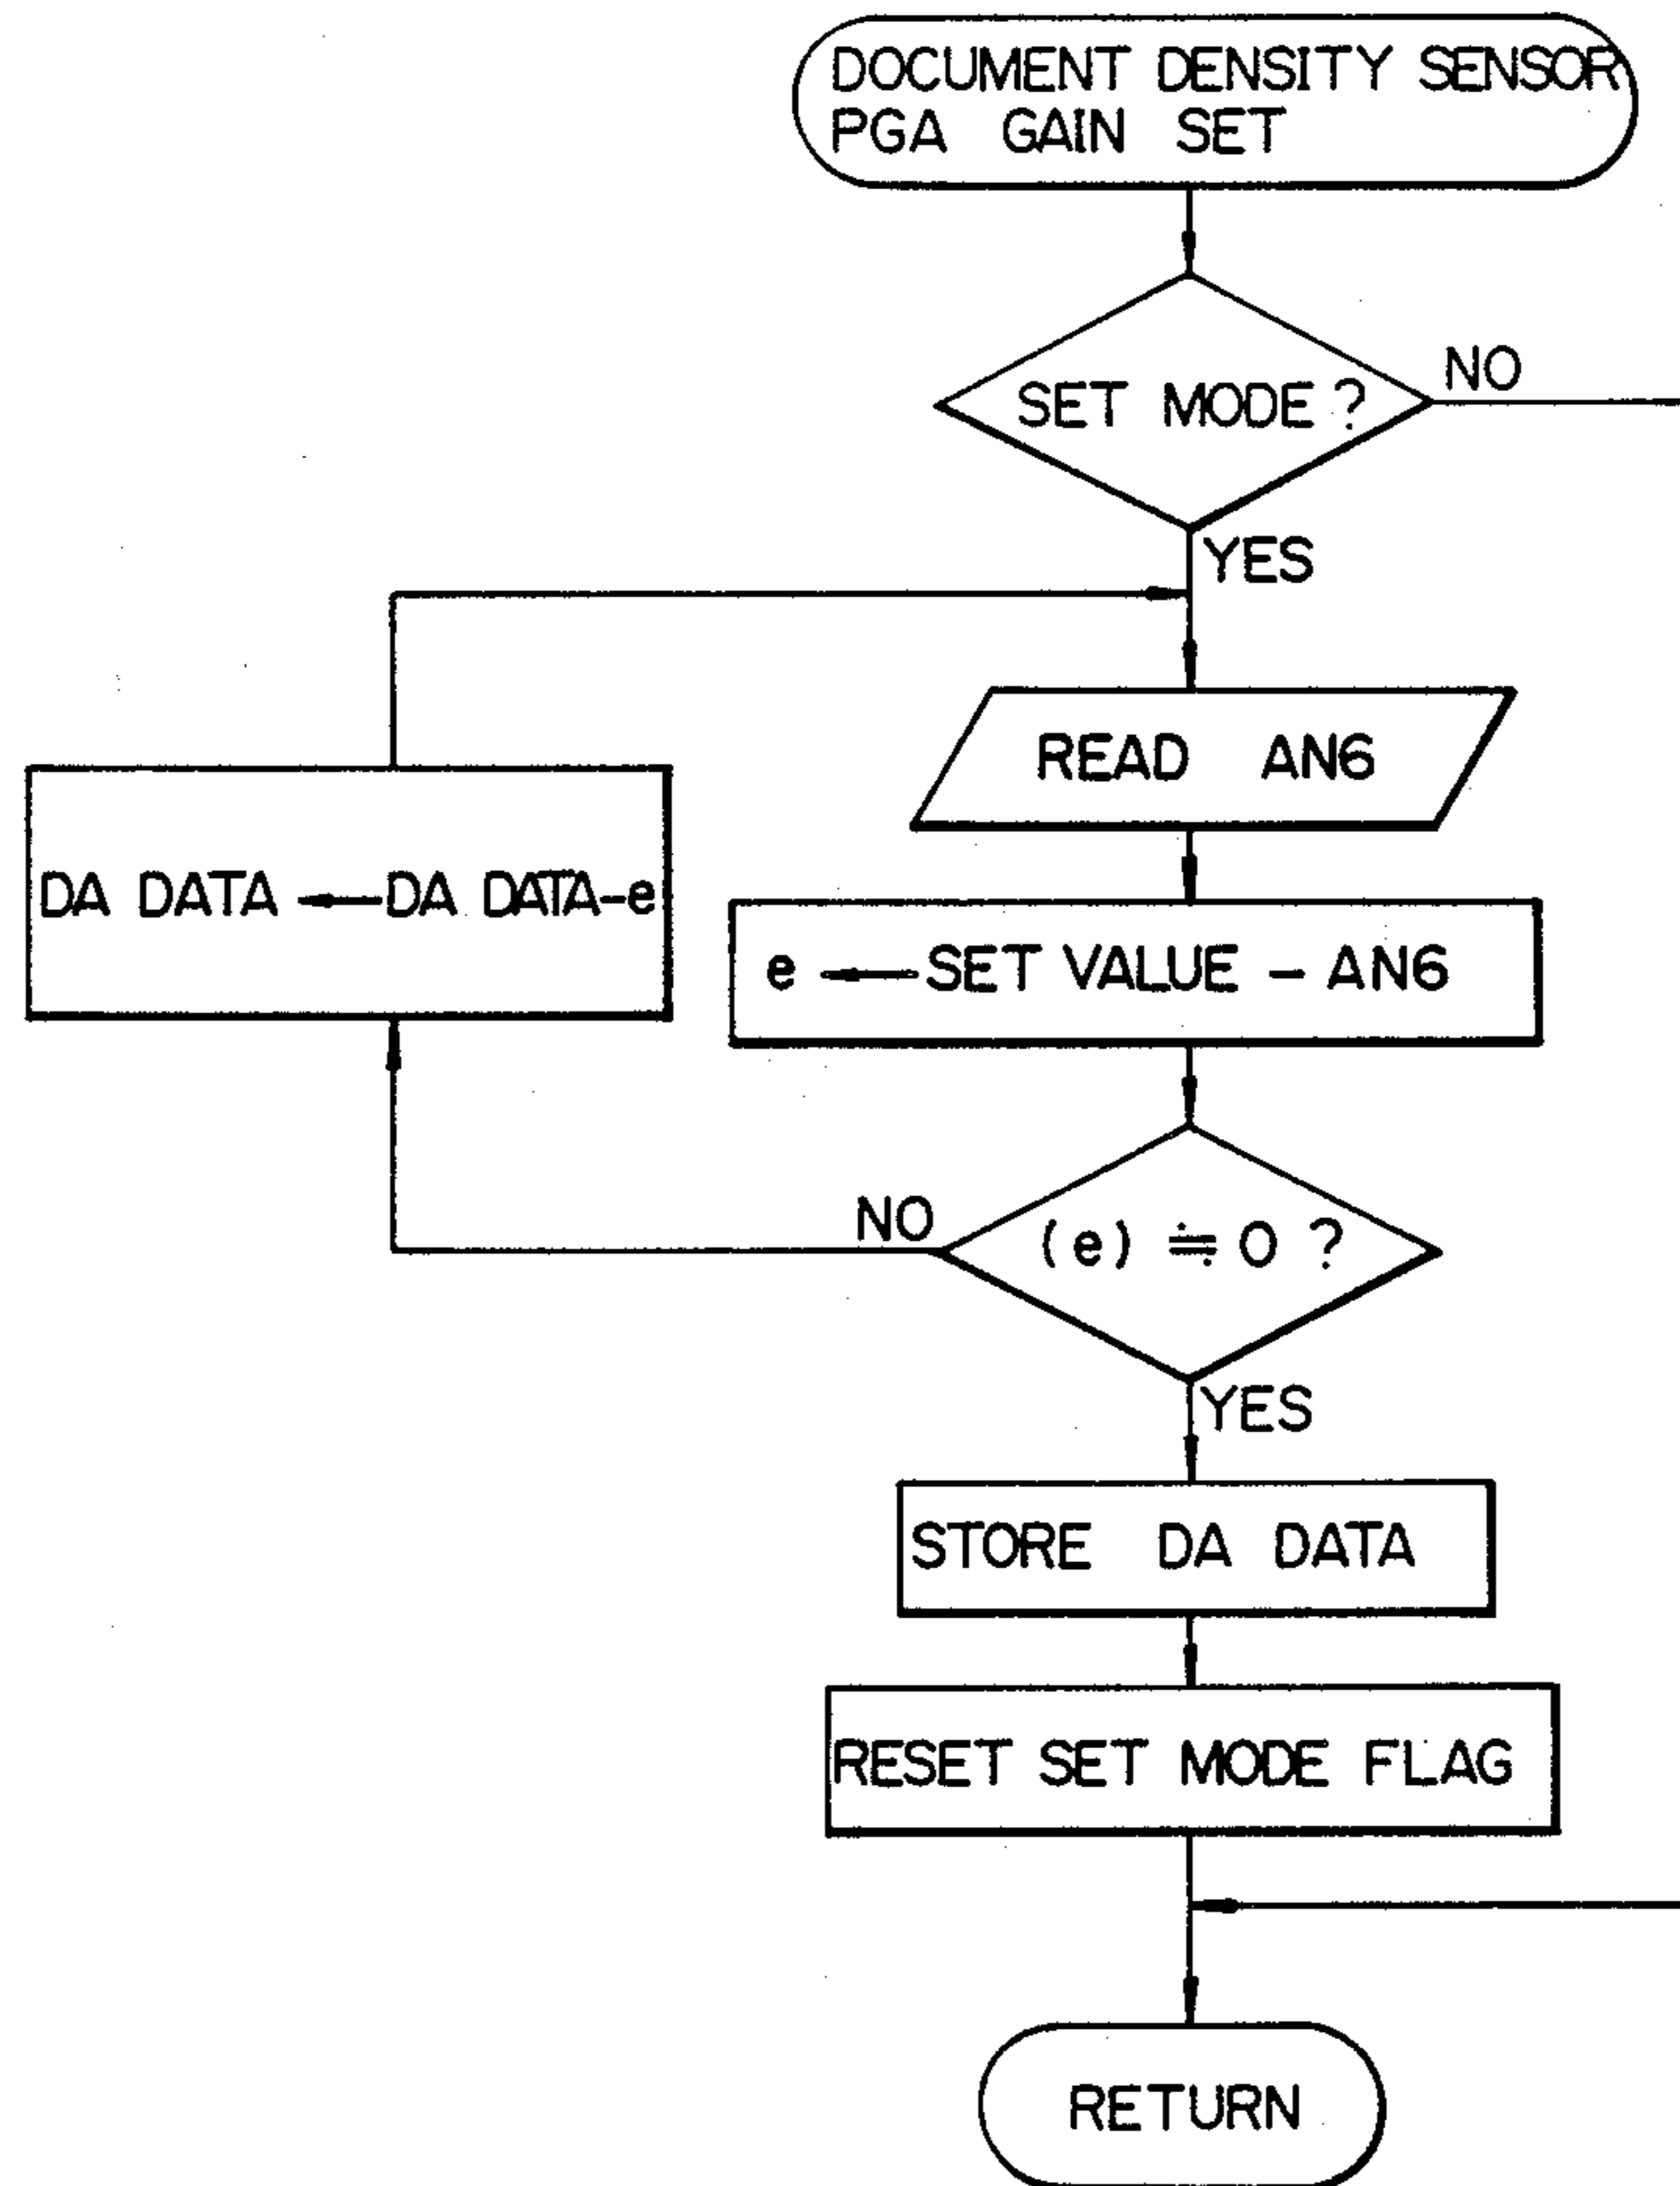 DOCUMENT DENSITY SENSOR
PGA GAIN SET
SET MODE ?
NO
YES
READ AN6
DA DATA ← DA DATA-e
e ← SET VALUE - AN6
NO
(e) ≒ 0 ?
YES
STORE DA DATA
RESET SET MODE FLAG
RETURN